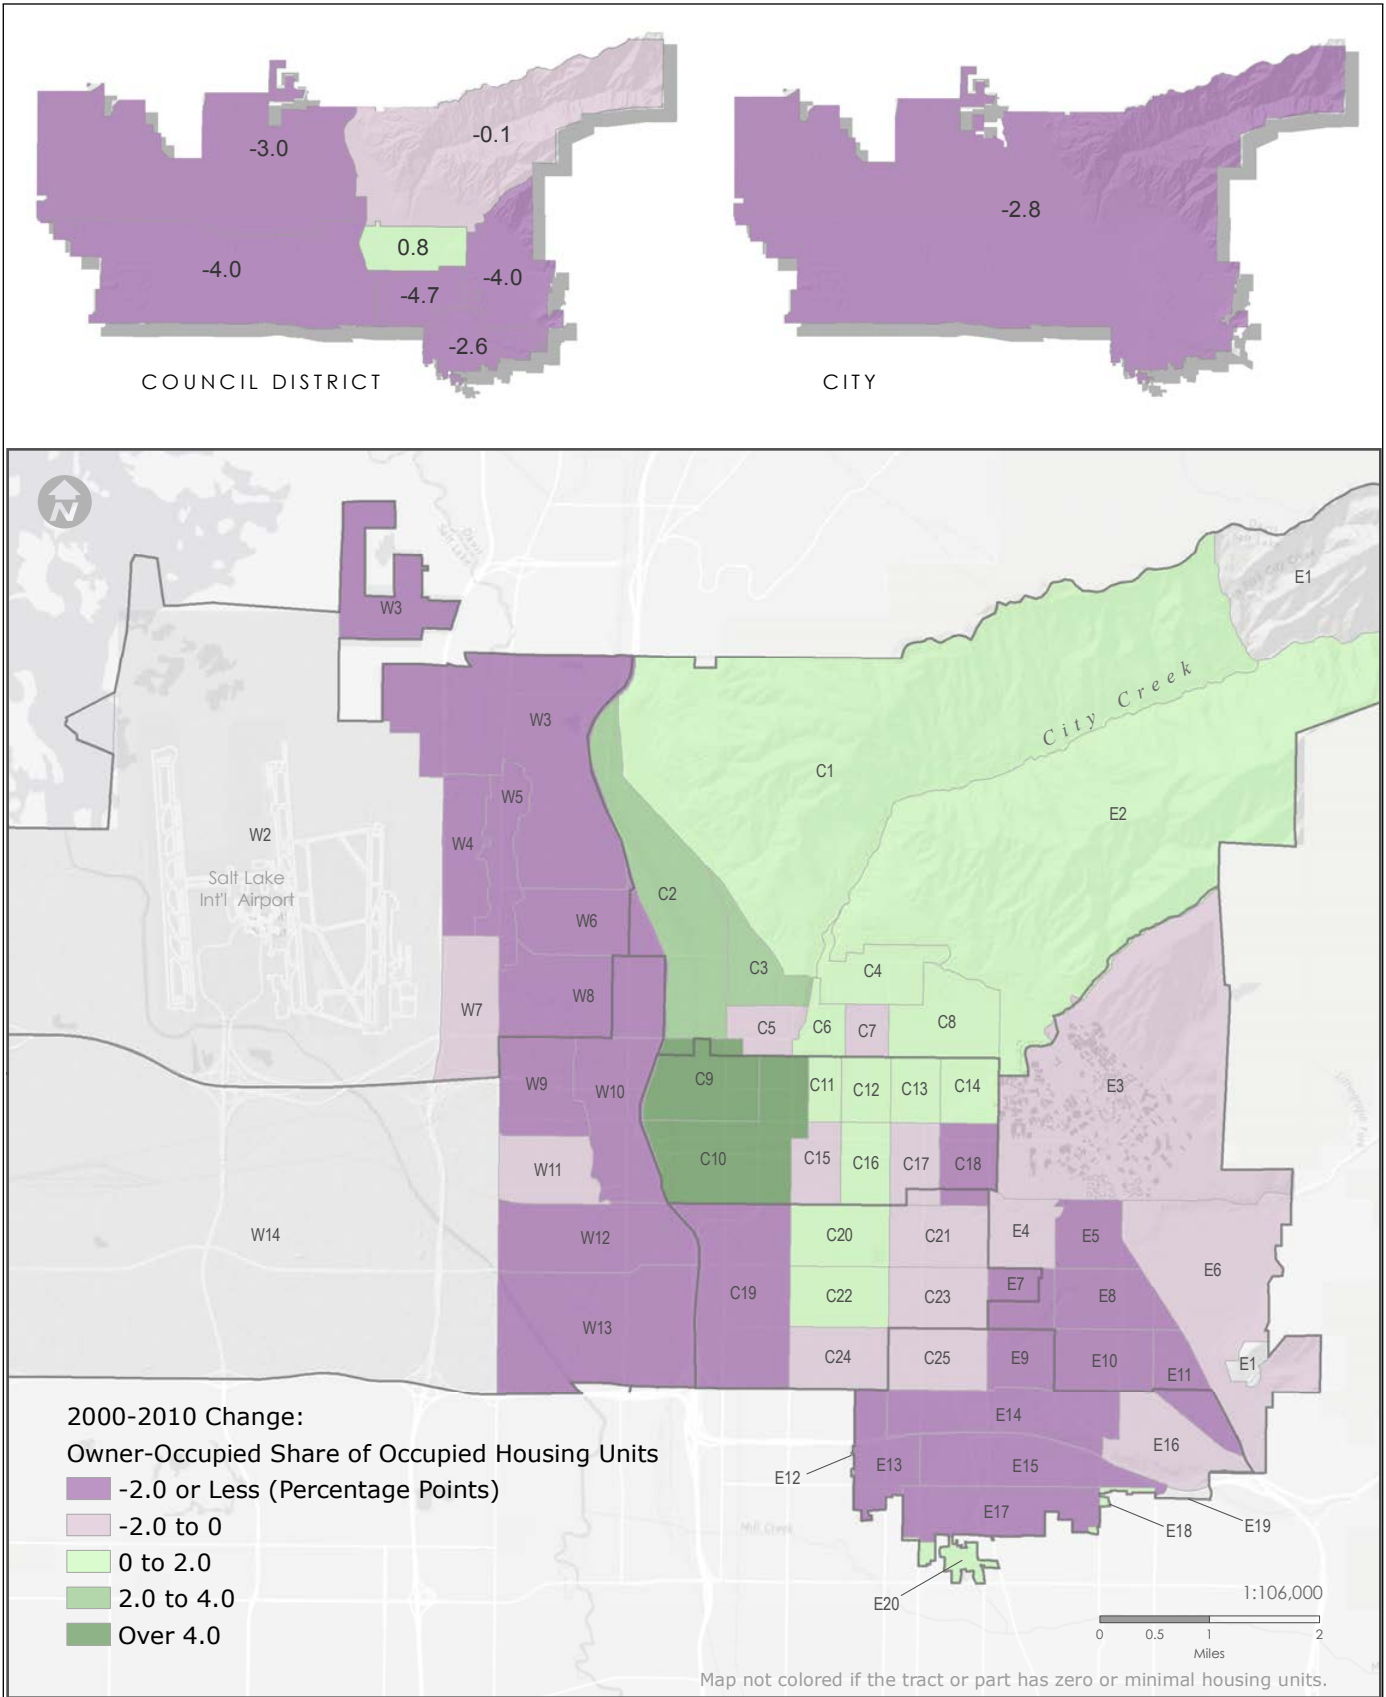 -3.0
-0.1
0.8
-4.0
-4.0
-4.7
-2.6
COUNCIL DISTRICT
-2.8
CITY
N
E1
W3
City Creek
W3
C1
W5
E2
W2
W4
Salt Lake
Int'l Airport
C2
W6
C3
C4
W8
W7
C5
C6
C7
C8
C9
W9
W10
C11
C12
C13
C14
E3
W11
C10
C15
C16
C17
C18
W14
W12
C20
C21
E4
E5
E6
C19
C22
C23
E7
E8
W13
C24
C25
E9
E10
E11
E1
2000-2010 Change:
Owner-Occupied Share of Occupied Housing Units
-2.0 or Less (Percentage Points)
-2.0 to 0
0 to 2.0
2.0 to 4.0
Over 4.0
E14
E16
E12
E13
E15
E17
E18
E19
Mill Creek
E20
1:106,000
0 0.5 1 2
Miles
Map not colored if the tract or part has zero or minimal housing units.